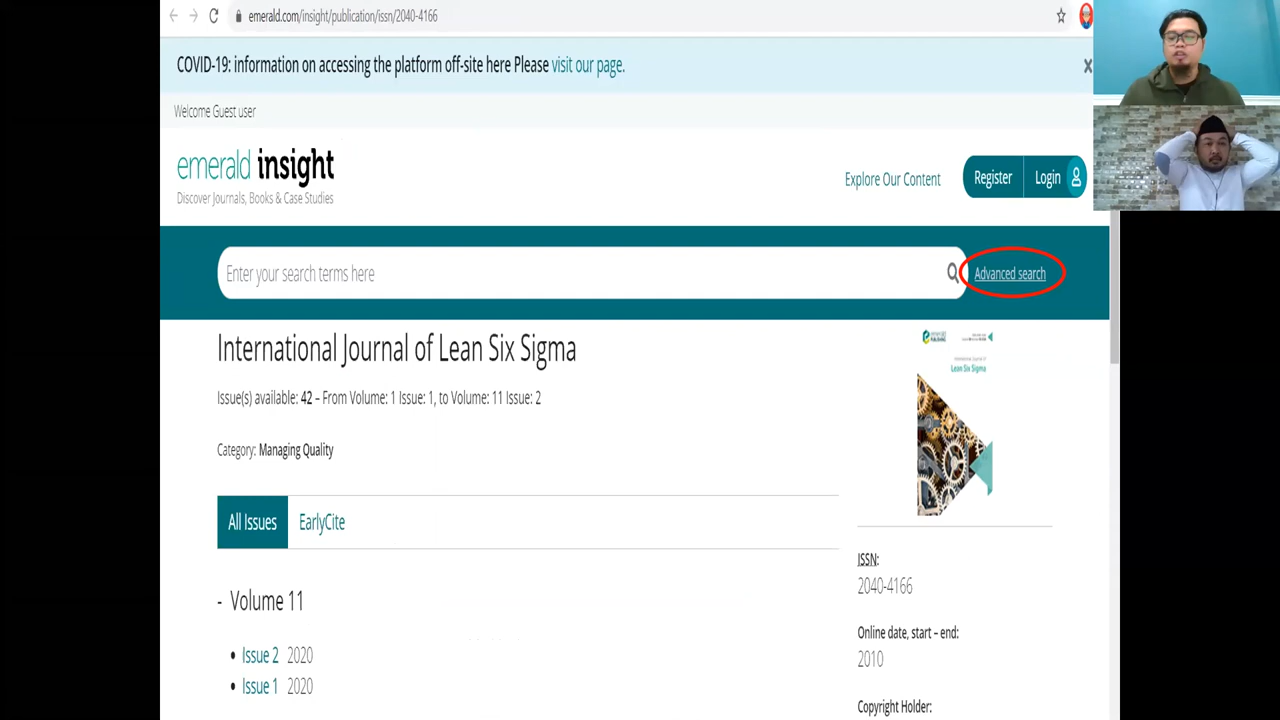 emerald.com/insight/publication/issn/2040-4166
COVID-19: information on accessing the platform off-site here Please visit our page.
Welcome Guest user
emerald insight
Discover Journals, Books & Case Studies
Explore Our Content
Register
Login
Enter your search terms here
Advanced search
International Journal of Lean Six Sigma
Issue(s) available: 42 – From Volume: 1 Issue: 1, to Volume: 11 Issue: 2
Category: Managing Quality
Lean Six Sigma
All Issues
EarlyCite
ISSN:
2040-4166
- Volume 11
Online date, start – end:
2010
• Issue 2 2020
• Issue 1 2020
Copyright Holder: